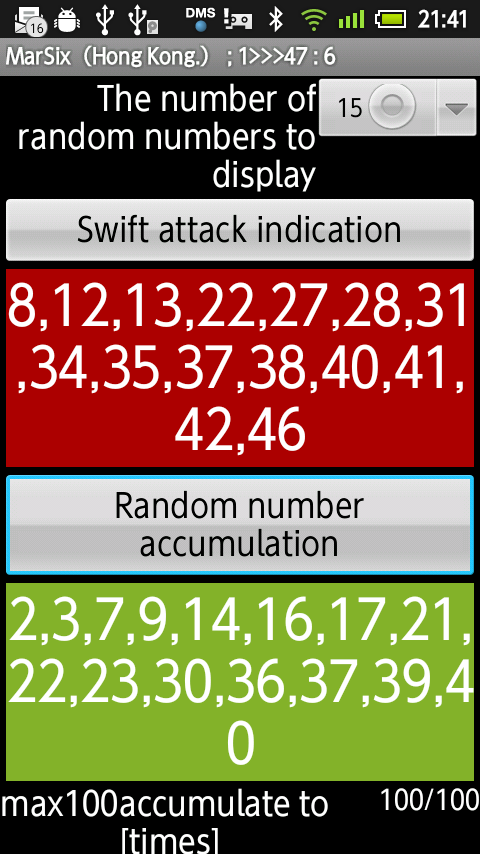 16 DMS 21:41
MarSix（Hong Kong.） ; 1>>>47 : 6
The number of
random numbers to
display
15
Swift attack indication
8,12,13,22,27,28,31
,34,35,37,38,40,41,
42,46
Random number
accumulation
2,3,7,9,14,16,17,21,
22,23,30,36,37,39,4
0
max100accumulate to
[times]
100/100